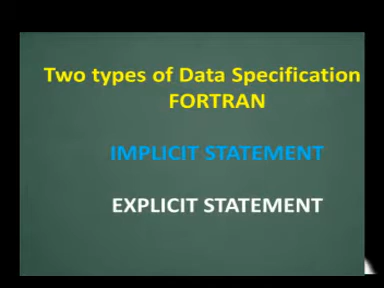 Two types of Data Specification
FORTRAN
IMPLICIT STATEMENT
EXPLICIT STATEMENT